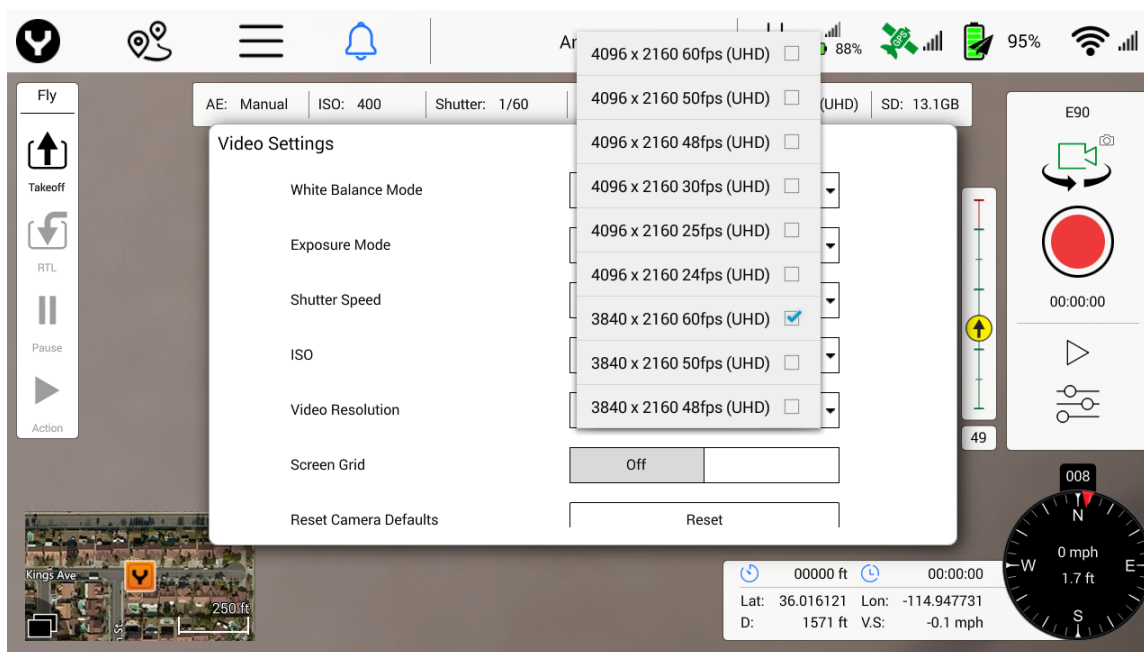 88%
95%
Fly
AE: Manual
ISO: 400
Shutter: 1/60
(UHD)
SD: 13.1GB
E90
Takeoff
RTL
Pause
Action
Video Settings
White Balance Mode
Exposure Mode
Shutter Speed
ISO
Video Resolution
Screen Grid
Off
Reset Camera Defaults
Reset
4096 x 2160 60fps (UHD)
4096 x 2160 50fps (UHD)
4096 x 2160 48fps (UHD)
4096 x 2160 30fps (UHD)
4096 x 2160 25fps (UHD)
4096 x 2160 24fps (UHD)
3840 x 2160 60fps (UHD)
3840 x 2160 50fps (UHD)
3840 x 2160 48fps (UHD)
GPS
00:00:00
49
008
N
W
E
S
0 mph
1.7 ft
Kings Ave
250 ft
00000 ft
00:00:00
Lat: 36.016121 Lon: -114.947731
D: 1571 ft V.S: -0.1 mph